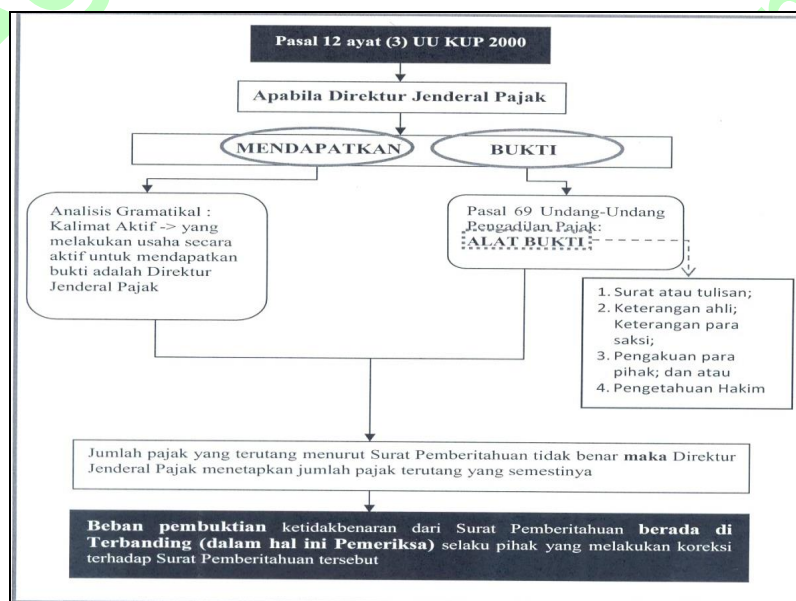 Pasal 12 ayat (3) UU KUP 2000
Apabila Direktur Jenderal Pajak
MENDAPATKAN BUKTI
Analisis Gramatikal :
Kalimat Aktif -> yang
melakukan usaha secara
aktif untuk mendapatkan
bukti adalah Direktur
Jenderal Pajak
Pasal 69 Undang-Undang
Pengadilan Pajak:
ALAT BUKTI
1. Surat atau tulisan;
2. Keterangan ahli;
Keterangan para
saksi;
3. Pengakuan para
pihak; dan atau
4. Pengetahuan Hakim
Jumlah pajak yang terutang menurut Surat Pemberitahuan tidak benar maka Direktur
Jenderal Pajak menetapkan jumlah pajak terutang yang semestinya
Beban pembuktian ketidakbenaran dari Surat Pemberitahuan berada di
Terbanding (dalam hal ini Pemeriksa) selaku pihak yang melakukan koreksi
terhadap Surat Pemberitahuan tersebut